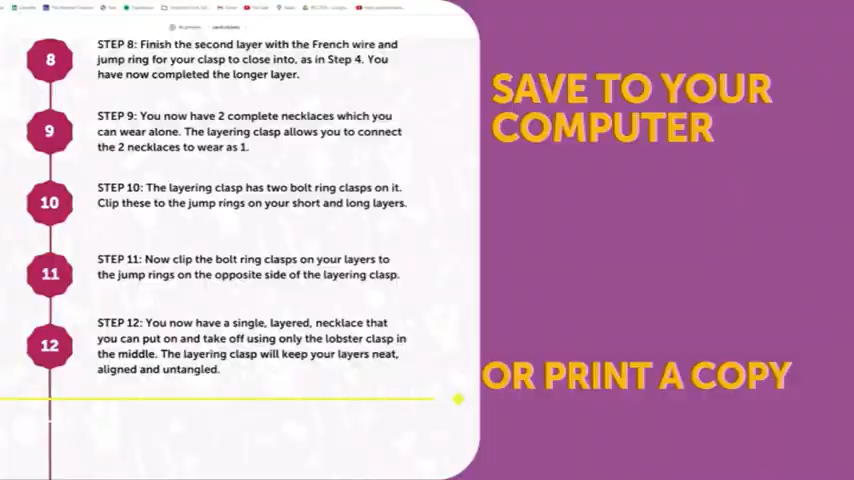 8
STEP 8: Finish the second layer with the French wire and
jump ring for your clasp to close into, as in Step 4. You
have now completed the longer layer.
9
STEP 9: You now have 2 complete necklaces which you
can wear alone. The layering clasp allows you to connect
the 2 necklaces to wear as 1.
10
STEP 10: The layering clasp has two bolt ring clasps on it.
Clip these to the jump rings on your short and long layers.
11
STEP 11: Now clip the bolt ring clasps on your layers to
the jump rings on the opposite side of the layering clasp.
12
STEP 12: You now have a single, layered, necklace that
you can put on and take off using only the lobster clasp in
the middle. The layering clasp will keep your layers neat,
aligned and untangled.
SAVE TO YOUR
COMPUTER
OR PRINT A COPY